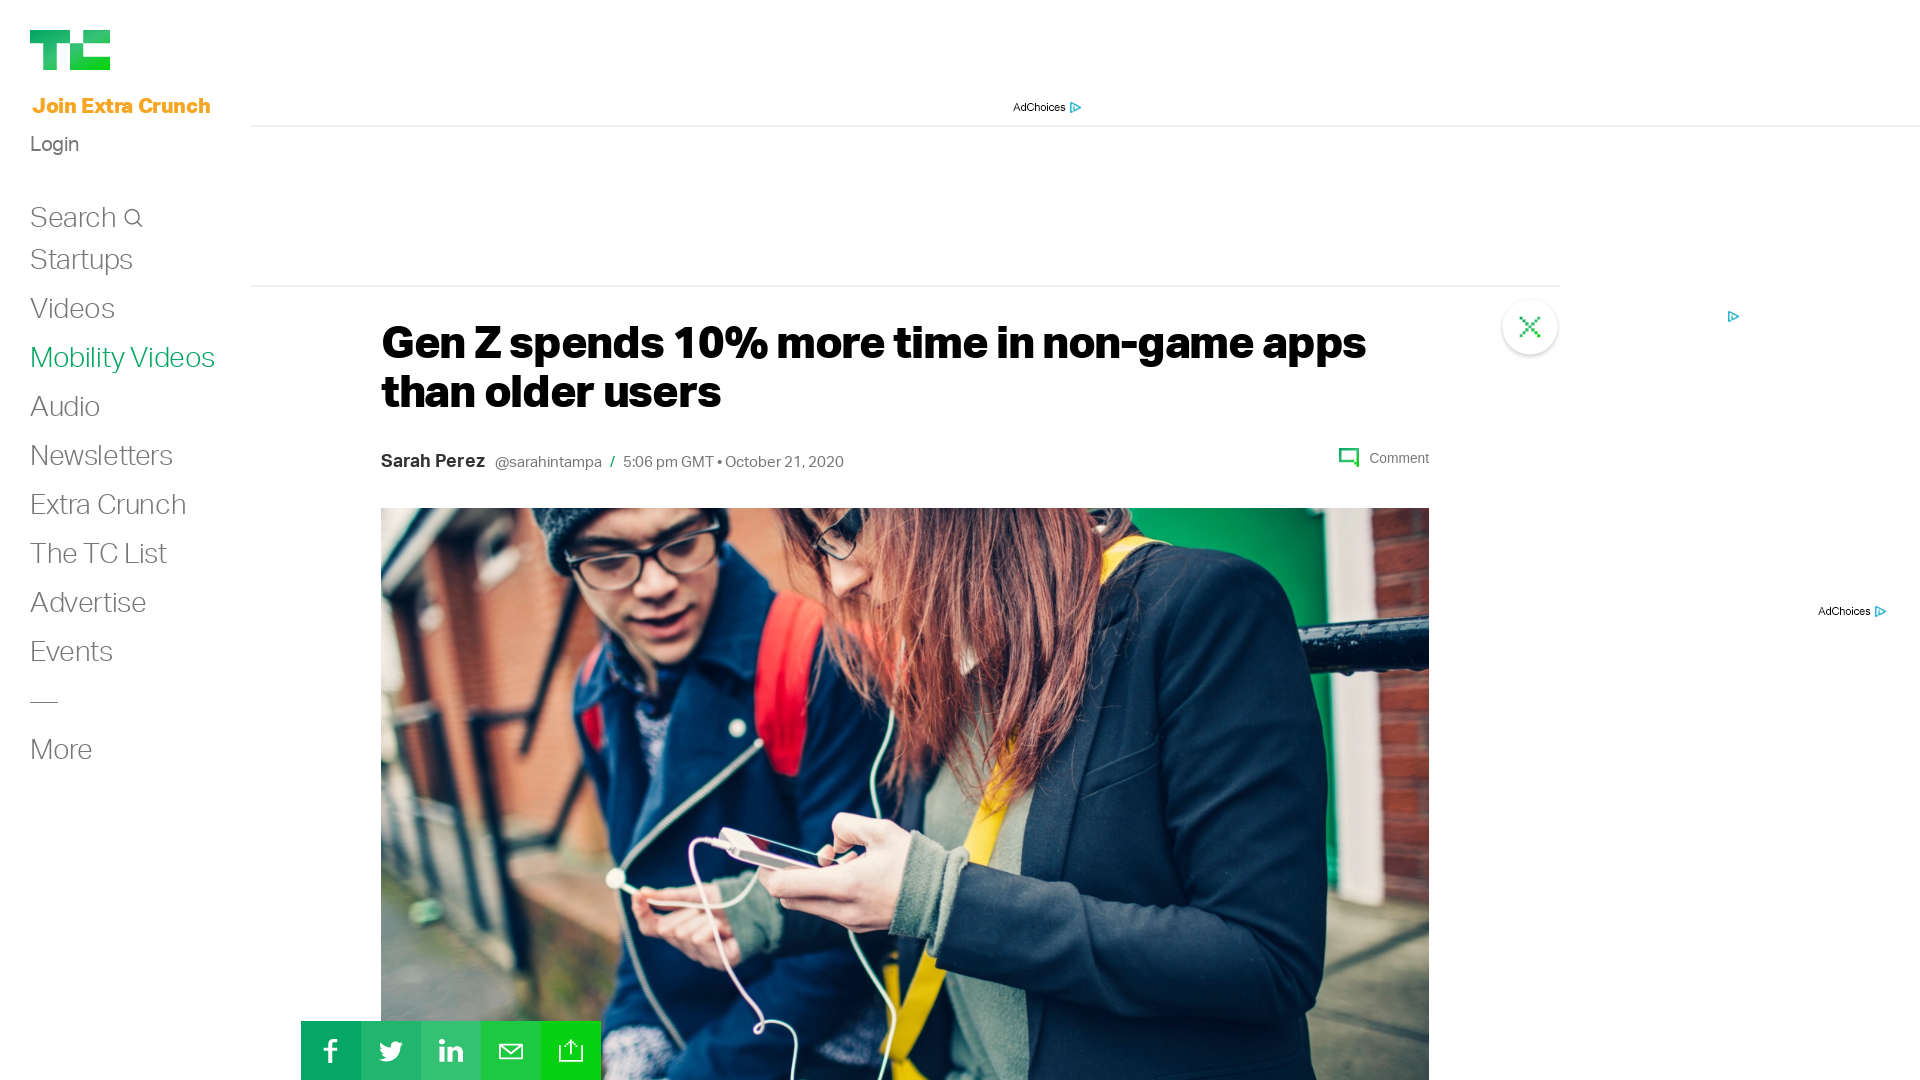 TC
Join Extra Crunch
Login
Search
Startups
Videos
Mobility Videos
Audio
Newsletters
Extra Crunch
The TC List
Advertise
Events
—
More
AdChoices
Gen Z spends 10% more time in non-game apps
than older users
Sarah Perez @sarahintampa / 5:06 pm GMT • October 21, 2020
Comment
AdChoices